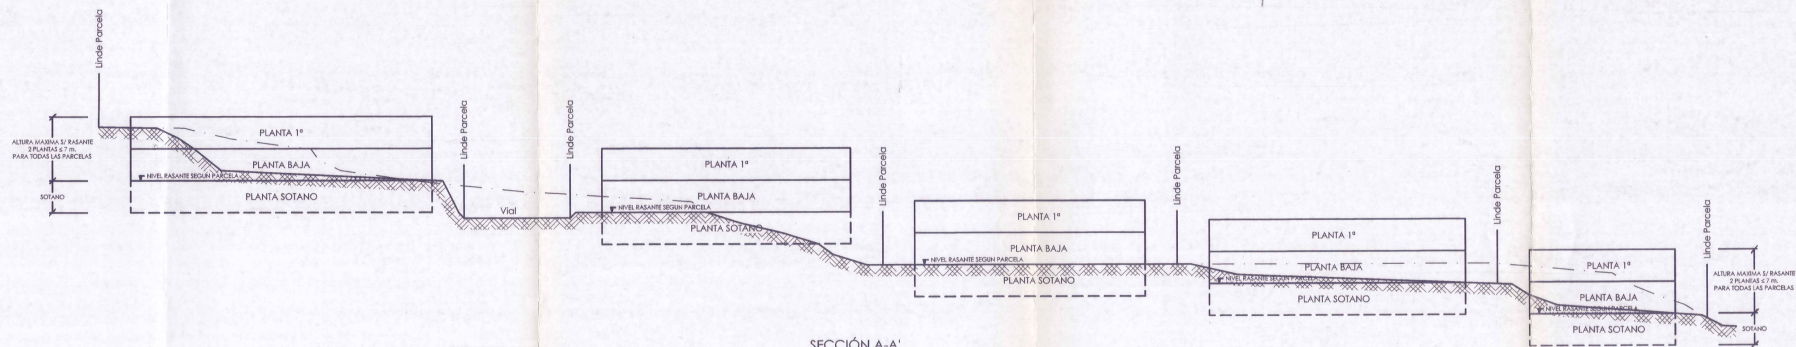 Linde Parcela
ALTURA MAXIMA S/ RASANTE
2 PLANTAS ≤ 7 m.
PARA TODAS LAS PARCELAS
SOTANO
PLANTA 1ª
PLANTA BAJA
NIVEL RASANTE SEGUN PARCELA
PLANTA SOTANO
Linde Parcela
Vial
Linde Parcela
PLANTA 1ª
PLANTA BAJA
NIVEL RASANTE SEGUN PARCELA
PLANTA SOTANO
Linde Parcela
PLANTA 1ª
PLANTA BAJA
NIVEL RASANTE SEGUN PARCELA
PLANTA SOTANO
Linde Parcela
PLANTA 1ª
PLANTA BAJA
NIVEL RASANTE SEGUN PARCELA
PLANTA SOTANO
Linde Parcela
PLANTA 1ª
PLANTA BAJA
NIVEL RASANTE SEGUN PARCELA
PLANTA SOTANO
Linde Parcela
ALTURA MAXIMA S/ RASANTE
2 PLANTAS ≤ 7 m.
PARA TODAS LAS PARCELAS
SOTANO
SECCIÓN A-A'